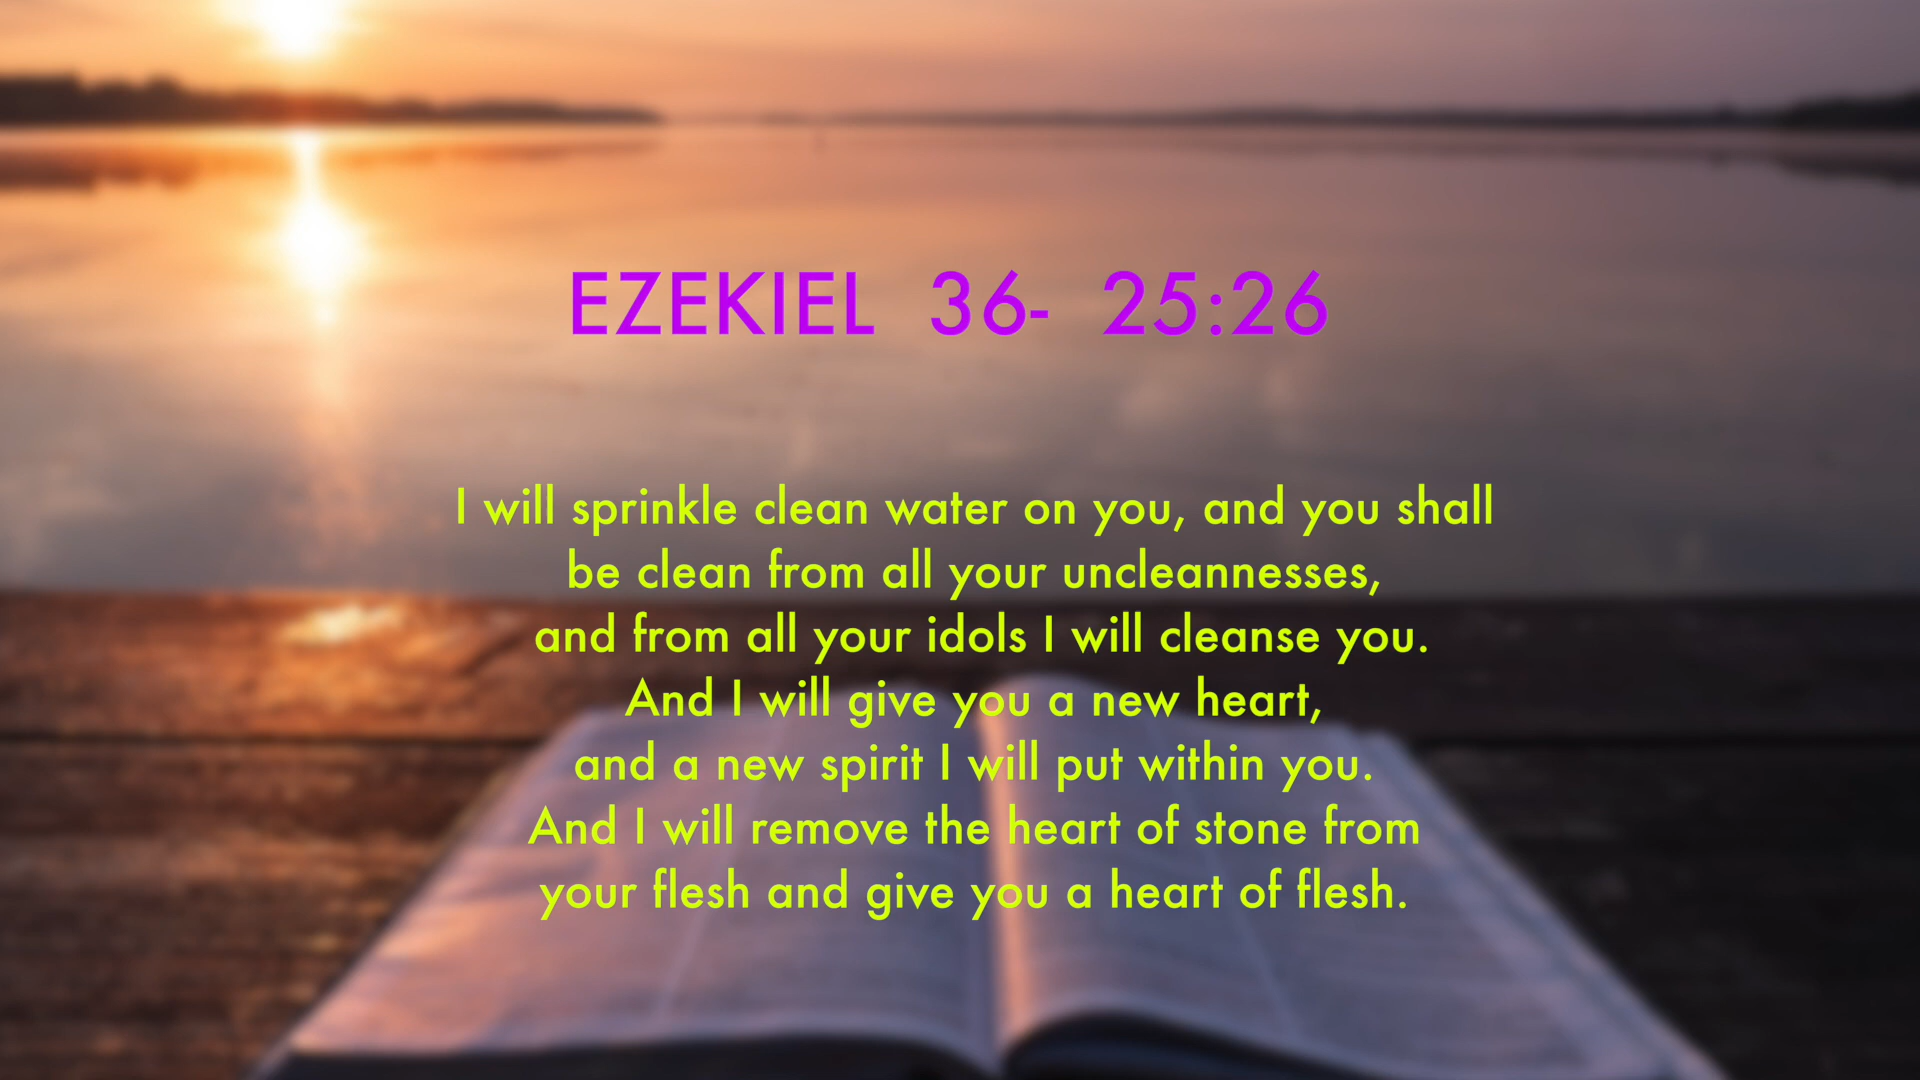 EZEKIEL 36- 25:26
I will sprinkle clean water on you, and you shall
be clean from all your uncleannesses,
and from all your idols I will cleanse you.
And I will give you a new heart,
and a new spirit I will put within you.
And I will remove the heart of stone from
your flesh and give you a heart of flesh.